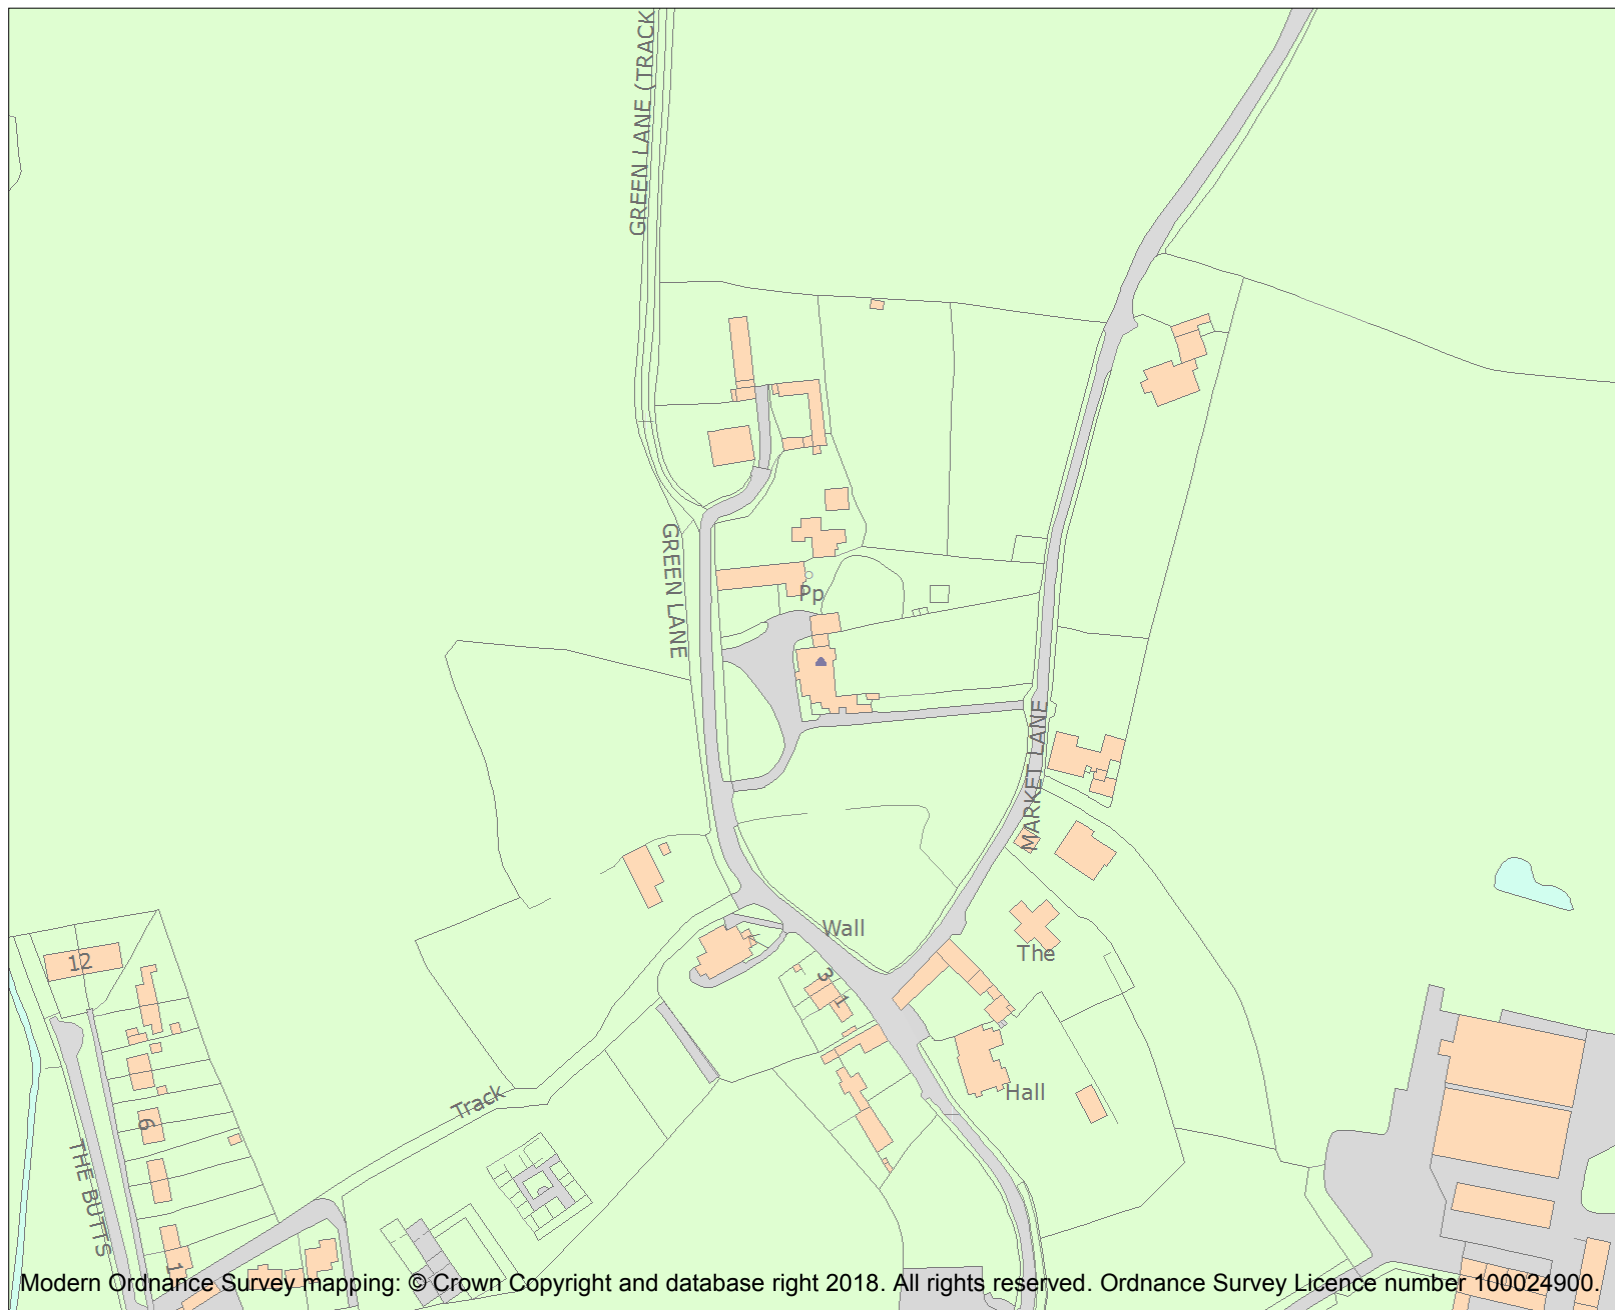 GREEN LANE (TRACK
GREEN LANE
Pp
MARKET LANE
Wall
The
12
3
1
Hall
Track
6
THE BUTTS
1
Modern Ordnance Survey mapping: © Crown Copyright and database right 2018. All rights reserved. Ordnance Survey Licence number 100024900.